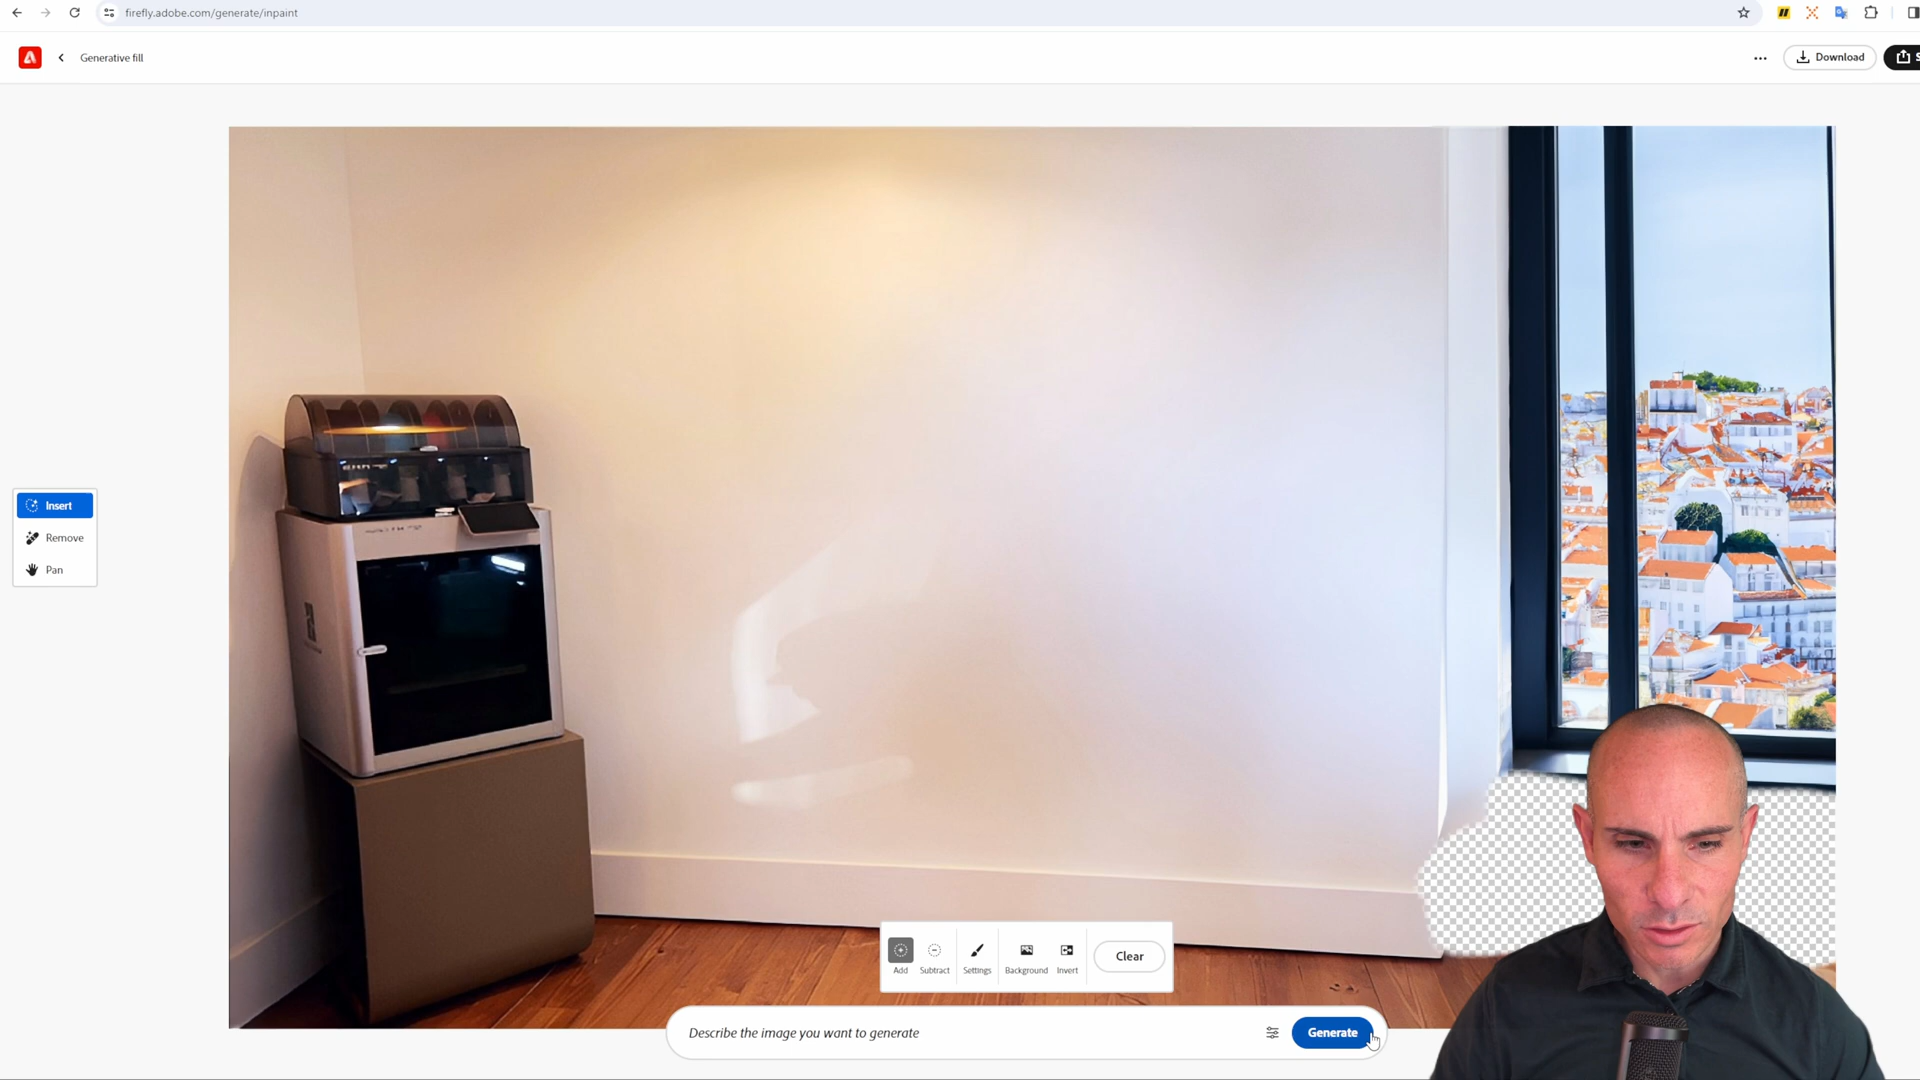 firefly.adobe.com/generate/inpaint
Generative fill
Download
S
Insert
Remove
Pan
Add
Subtract
Settings
Background
Invert
Clear
Describe the image you want to generate
Generate